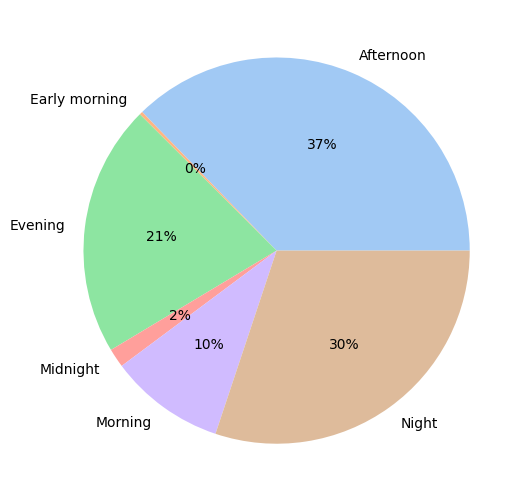 Afternoon
37%
Early morning
0%
Evening
21%
Midnight
2%
Morning
10%
Night
30%